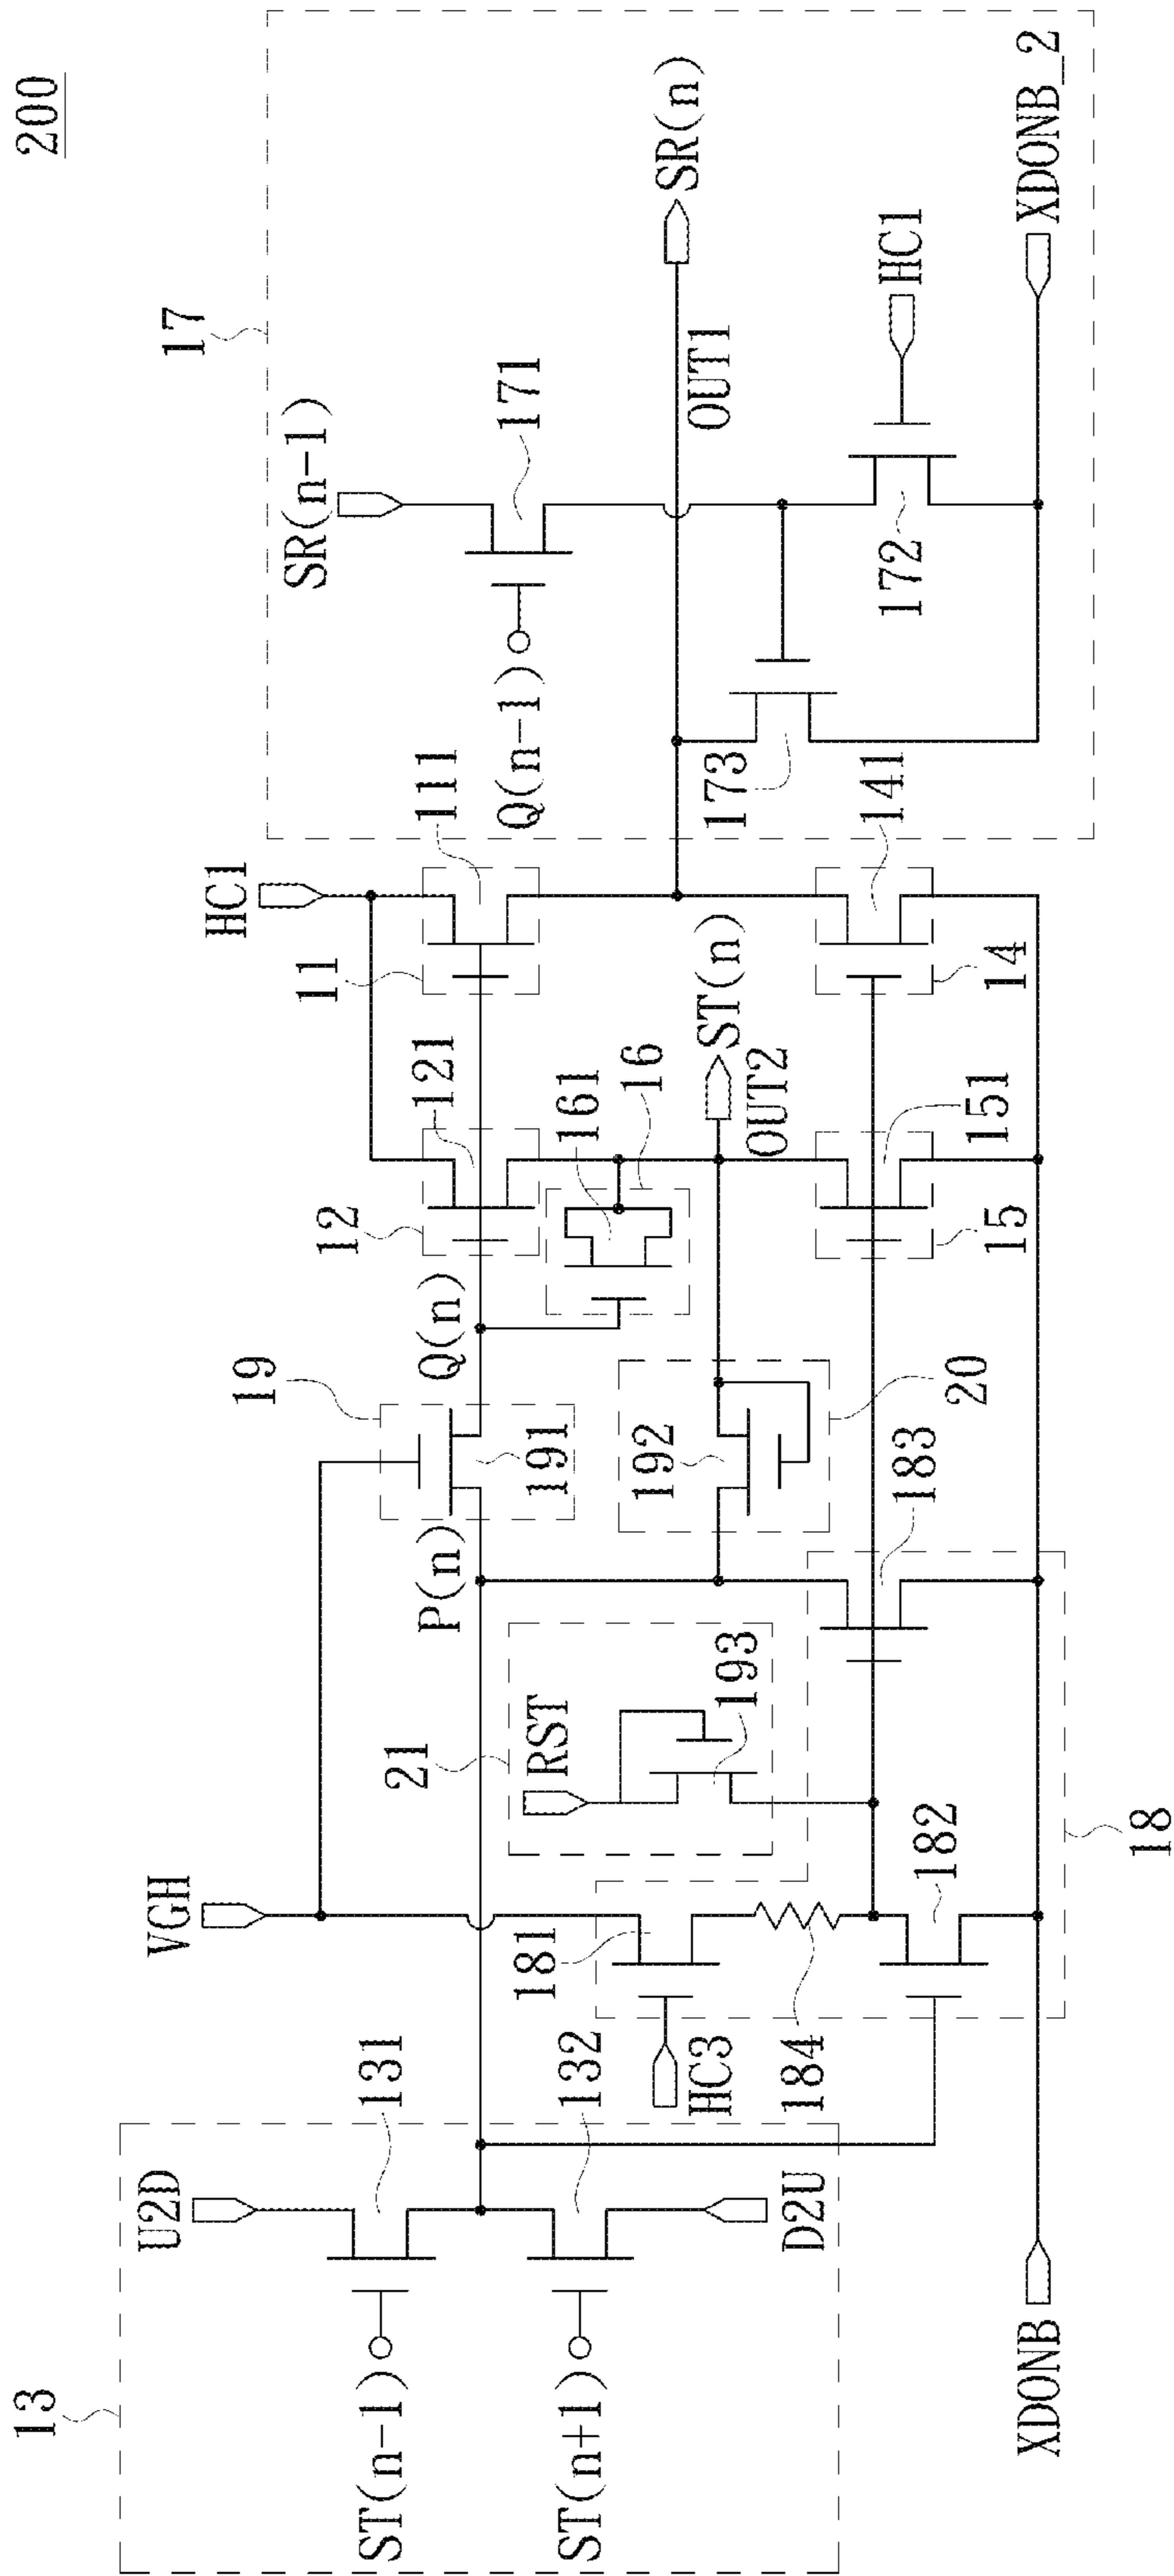 200
17
SR(n-1)
171
Q(n-1)
SR(n)
OUT1
HC1
172
173
XDONB_2
HC1
11
111
12
121
Q(n)
16
161
ST(n)
OUT2
14
141
15
151
19
191
P(n)
20
192
183
21
RST
193
VGH
181
HC3
184
182
18
13
U2D
131
ST(n-1)
132
ST(n+1)
D2U
XDONB